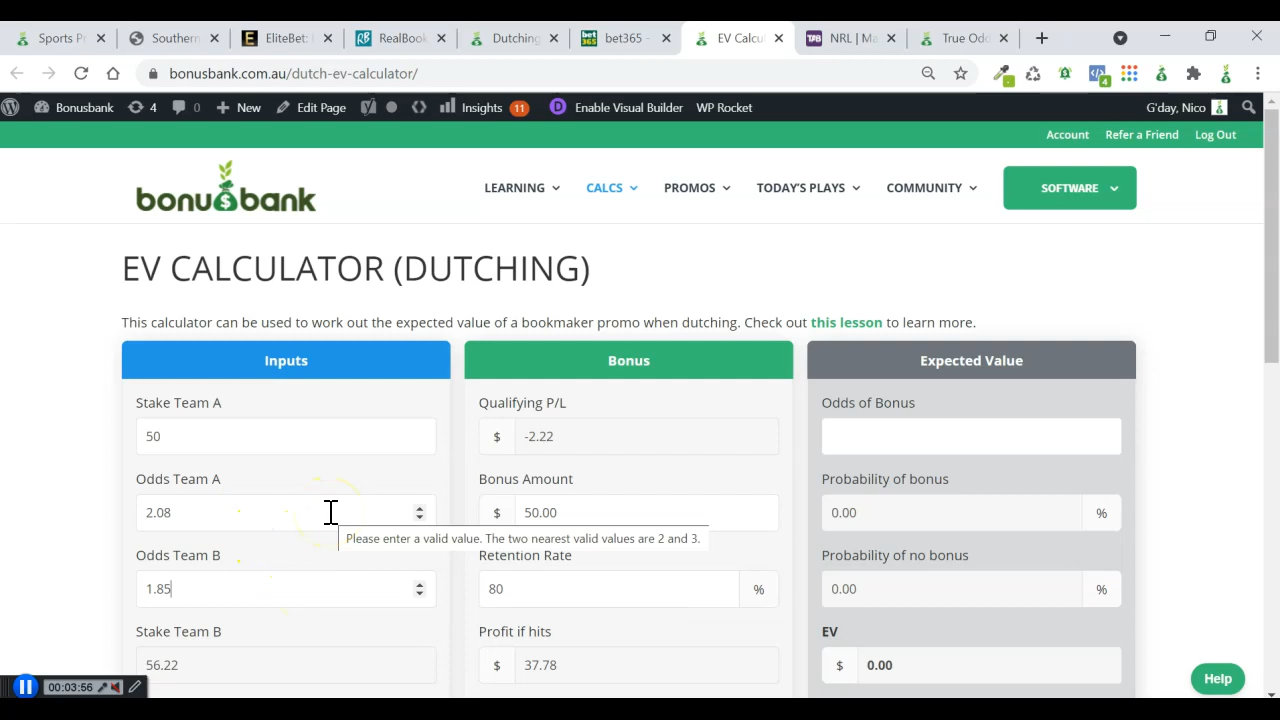 Sports Pr
Southern
EliteBet:
RealBook
Dutching
bet365 -
EV Calcu
NRL | Ma
True Odd
bonusbank.com.au/dutch-ev-calculator/
4
Bonusbank
4
0
New
Edit Page
Insights
11
Enable Visual Builder
WP Rocket
G'day, Nico
Account
Refer a Friend
Log Out
bonusbank
LEARNING
CALCS
PROMOS
TODAY'S PLAYS
COMMUNITY
SOFTWARE
EV CALCULATOR (DUTCHING)
This calculator can be used to work out the expected value of a bookmaker promo when dutching. Check out this lesson to learn more.
Inputs
Stake Team A
50
Odds Team A
2.08
Please enter a valid value. The two nearest valid values are 2 and 3.
Odds Team B
1.85
Stake Team B
56.22
Bonus
Qualifying P/L
$ -2.22
Bonus Amount
$ 50.00
Retention Rate
80 %
Profit if hits
$ 37.78
Expected Value
Odds of Bonus
Probability of bonus
0.00 %
Probability of no bonus
0.00 %
EV
$ 0.00
00:03:56
Help